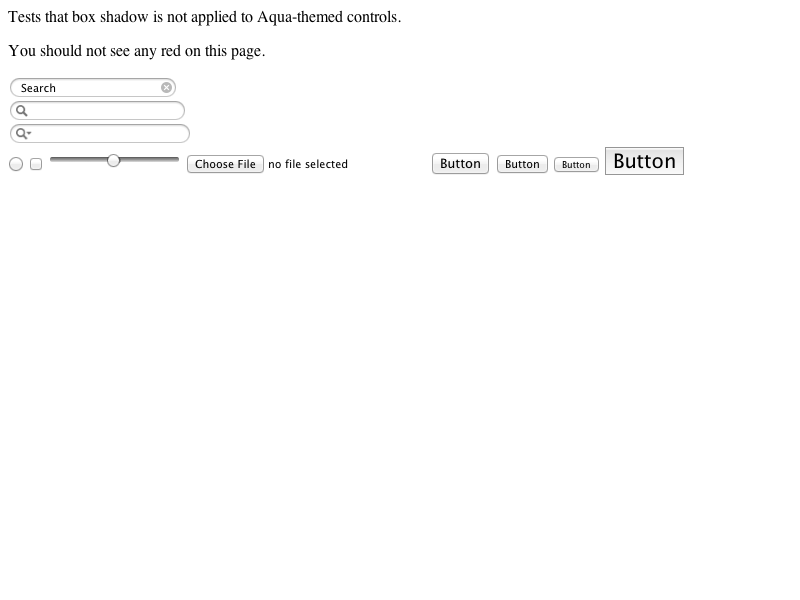 Tests that box shadow is not applied to Aqua-themed controls.
You should not see any red on this page.
Search
Choose File no file selected Button Button Button Button